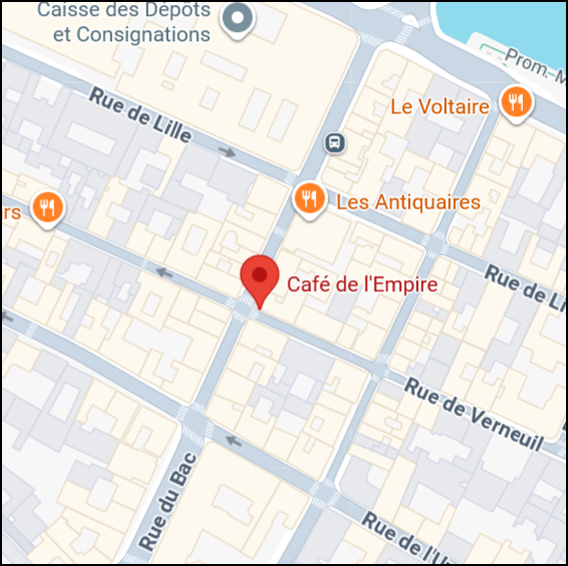 Caisse des Dépôts
et Consignations
Prom.
Rue de Lille
Le Voltaire
Les Antiquaires
rs
Rue de Li
Café de l'Empire
Rue de Verneuil
Rue du Bac
Rue de l'U